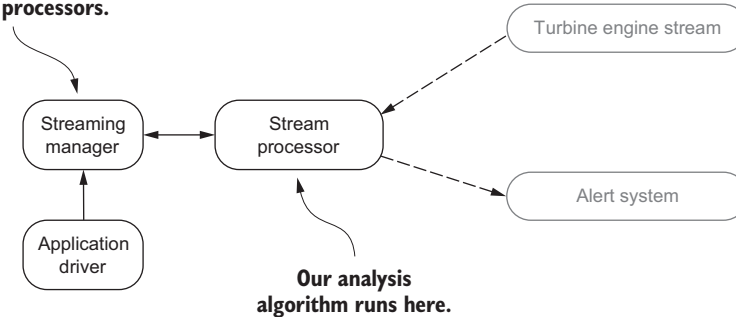 processors.
Turbine engine stream
Streaming
manager
Stream
processor
Alert system
Application
driver
Our analysis
algorithm runs here.